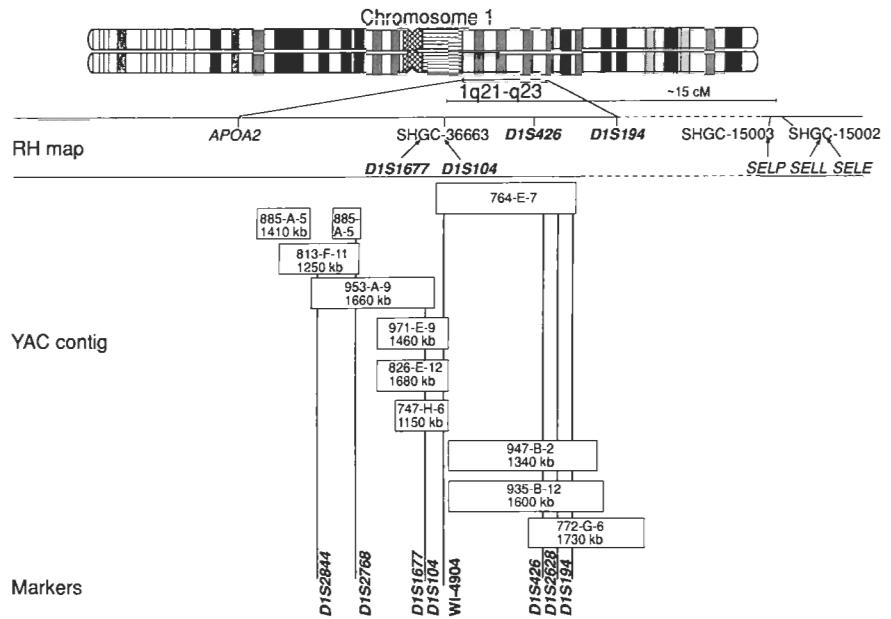 Chromosome 1
1q21-q23
~15 cM
RH map
APOA2
SHGC-36663
D1S426
D1S194
SHGC-15003
SHGC-15002
D1S1677
D1S104
SELP SELL SELE
764-E-7
885-A-5
1410 kb
885-
A-5
813-F-11
1250 kb
953-A-9
1660 kb
YAC contig
971-E-9
1460 kb
826-E-12
1680 kb
747-H-6
1150 kb
947-B-2
1340 kb
935-B-12
1600 kb
772-G-6
1730 kb
Markers
D1S2844
D1S2768
D1S1677
D1S104
WI-4904
D1S426
D1S2628
D1S194